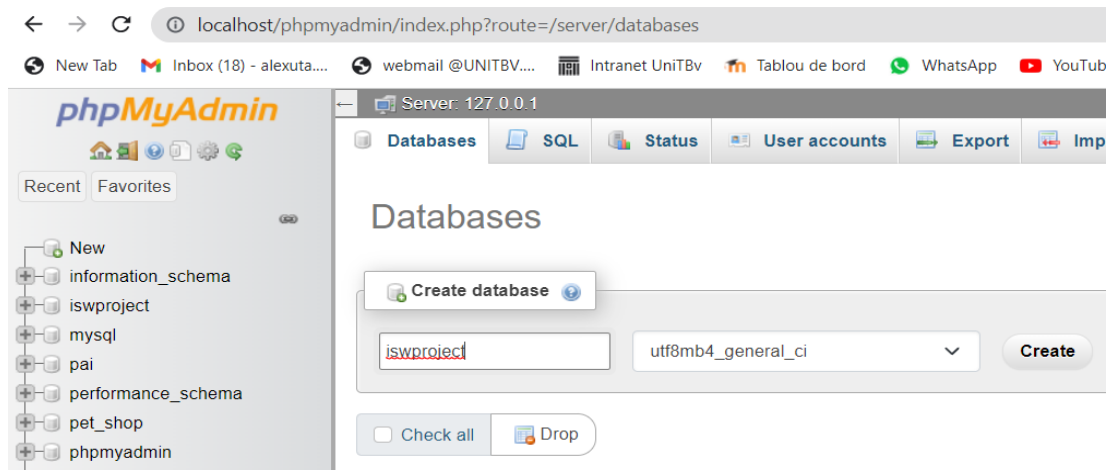 localhost/phpmyadmin/index.php?route=/server/databases
New Tab Inbox (18) - alexuta.... webmail @UNITBV.... Intranet UniTBv Tablou de bord WhatsApp YouTub
phpMyAdmin
Recent Favorites
New
information_schema
iswproject
mysql
pai
performance_schema
pet_shop
phpmyadmin
Server: 127.0.0.1
Databases SQL Status User accounts Export Imp
Databases
Create database
iswproject utf8mb4_general_ci Create
Check all Drop